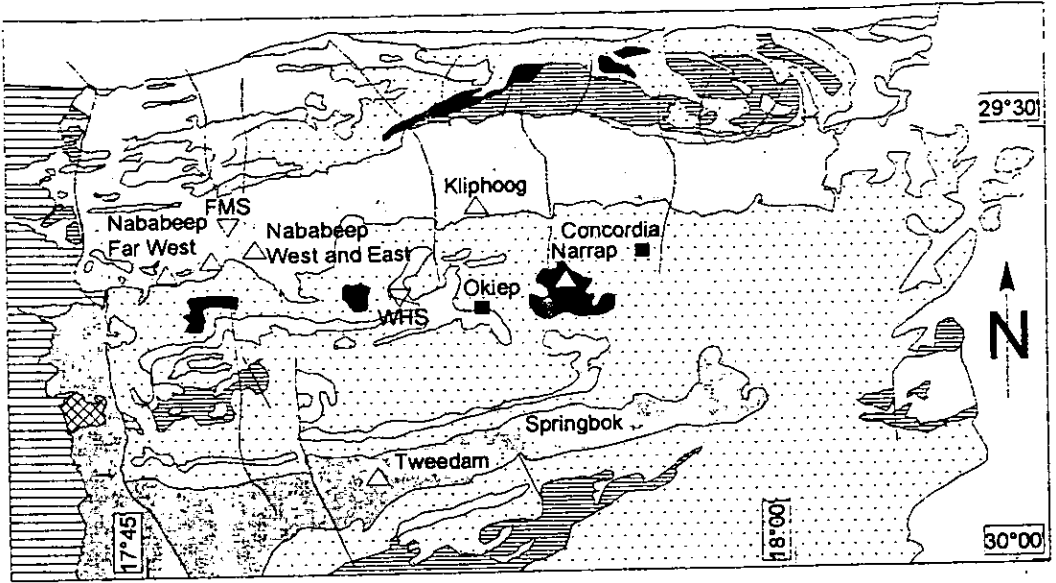 29°30
Kliphoog
FMS
Nababeep
Far West
Nababeep
West and East
Concordia
Narrap
Okiep
WHS
N
Springbok
Tweedam
17°45
18°00
30°00